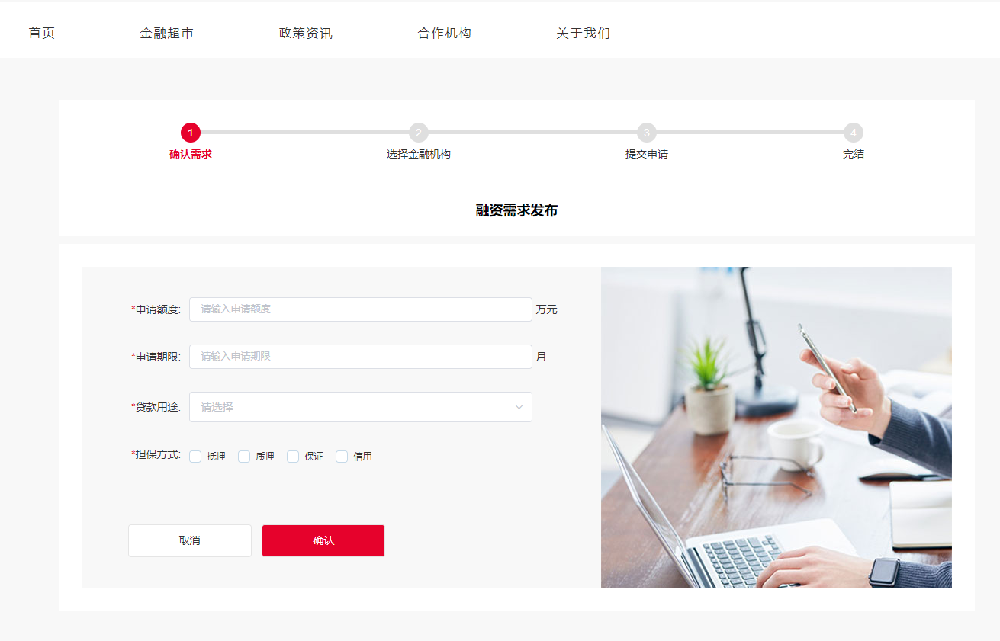 首页 金融超市 政策资讯 合作机构 关于我们
1 2 3 4
确认需求 选择金融机构 提交申请 完结
融资需求发布
*申请额度: 请输入申请额度 万元
*申请期限: 请输入申请期限 月
*贷款用途: 请选择
*担保方式: 抵押 质押 保证 信用
取消 确认